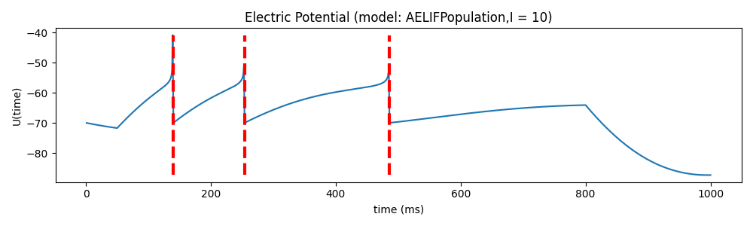 Electric Potential (model: AELIFPopulation,I = 10)
U(time)
−40
−50
−60
−70
−80
0 200 400 600 800 1000
time (ms)